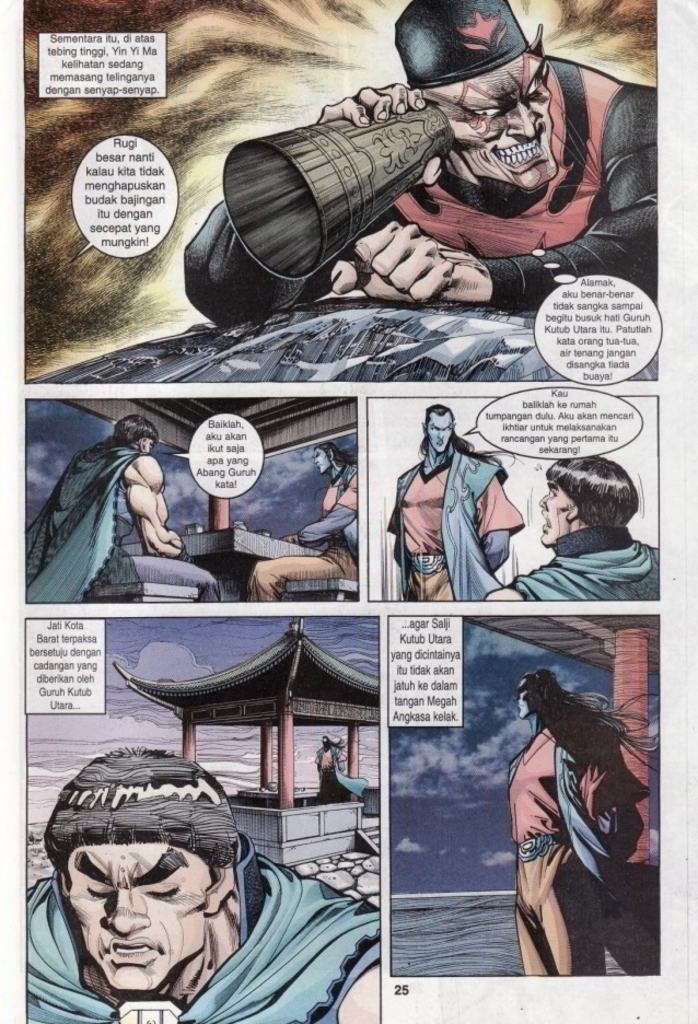 Sementara itu, di atas
tebing tinggi, Yin Yi Ma
kelihatan sedang
memasang telinganya
dengan senyap-senyap.
Rugi
besar nanti
kalau kita tidak
menghapuskan
budak bajingan
itu dengan
secepat yang
mungkin!
Alamak,
aku benar-benar
tidak sangka sampai
begitu busuk hati Guruh
Kutub Utara itu. Patutlah
kata orang tua-tua,
air tenang jangan
disangka tiada
buaya!
Baiklah,
aku akan
ikut saja
apa yang
Abang Guruh
kata!
Kau
baliklah ke rumah
tumpangan dulu. Aku akan mencari
ikhtiar untuk melaksanakan
rancangan yang pertama itu
sekarang!
Jati Kota
Barat terpaksa
bersetuju dengan
cadangan yang
diberikan oleh
Guruh Kutub
Utara...
...agar Salji
Kutub Utara
yang dicintainya
itu tidak akan
jatuh ke dalam
tangan Megah
Angkasa kelak.
25